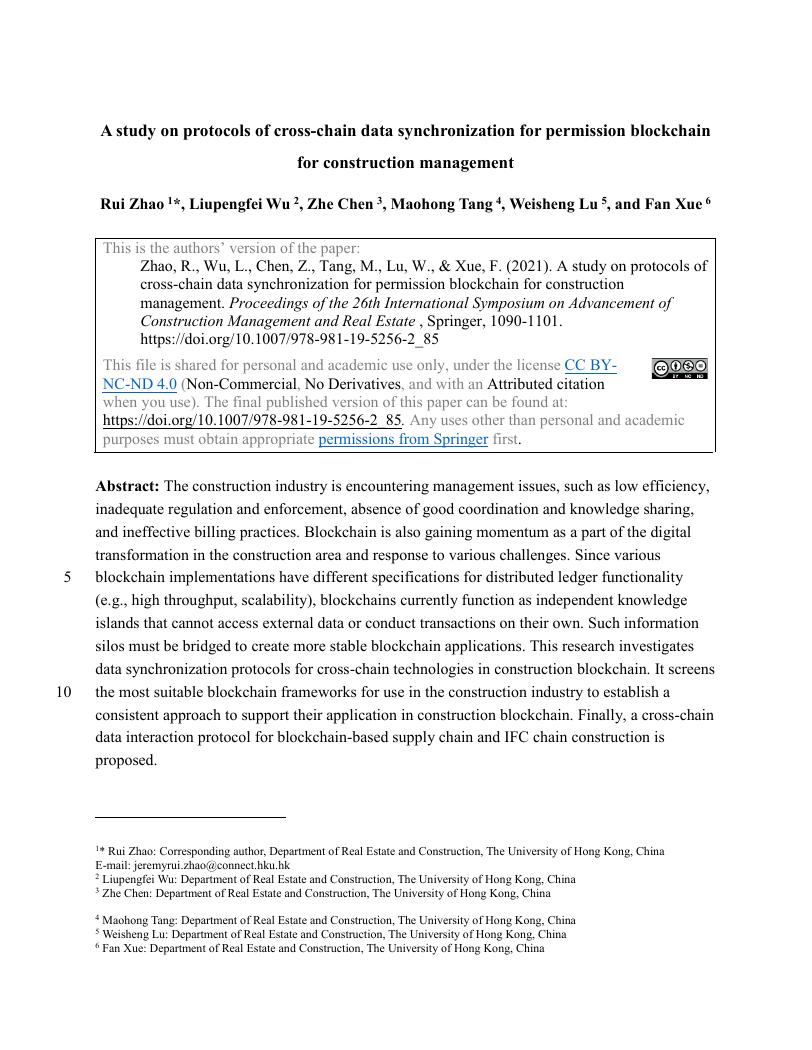 A study on protocols of cross-chain data synchronization for permission blockchain
for construction management
Rui Zhao 1*, Liupengfei Wu 2, Zhe Chen 3, Maohong Tang 4, Weisheng Lu 5, and Fan Xue 6
This is the authors’ version of the paper:
Zhao, R., Wu, L., Chen, Z., Tang, M., Lu, W., & Xue, F. (2021). A study on protocols of
cross-chain data synchronization for permission blockchain for construction
management. Proceedings of the 26th International Symposium on Advancement of
Construction Management and Real Estate , Springer, 1090-1101.
https://doi.org/10.1007/978-981-19-5256-2_85
This file is shared for personal and academic use only, under the license CC BY-
NC-ND 4.0 (Non-Commercial, No Derivatives, and with an Attributed citation
when you use). The final published version of this paper can be found at:
https://doi.org/10.1007/978-981-19-5256-2_85. Any uses other than personal and academic
purposes must obtain appropriate permissions from Springer first.
cc
BY NC ND
Abstract: The construction industry is encountering management issues, such as low efficiency,
inadequate regulation and enforcement, absence of good coordination and knowledge sharing,
and ineffective billing practices. Blockchain is also gaining momentum as a part of the digital
transformation in the construction area and response to various challenges. Since various
5 blockchain implementations have different specifications for distributed ledger functionality
(e.g., high throughput, scalability), blockchains currently function as independent knowledge
islands that cannot access external data or conduct transactions on their own. Such information
silos must be bridged to create more stable blockchain applications. This research investigates
data synchronization protocols for cross-chain technologies in construction blockchain. It screens
10 the most suitable blockchain frameworks for use in the construction industry to establish a
consistent approach to support their application in construction blockchain. Finally, a cross-chain
data interaction protocol for blockchain-based supply chain and IFC chain construction is
proposed.
1* Rui Zhao: Corresponding author, Department of Real Estate and Construction, The University of Hong Kong, China
E-mail: jeremyrui.zhao@connect.hku.hk
2 Liupengfei Wu: Department of Real Estate and Construction, The University of Hong Kong, China
3 Zhe Chen: Department of Real Estate and Construction, The University of Hong Kong, China
4 Maohong Tang: Department of Real Estate and Construction, The University of Hong Kong, China
5 Weisheng Lu: Department of Real Estate and Construction, The University of Hong Kong, China
6 Fan Xue: Department of Real Estate and Construction, The University of Hong Kong, China